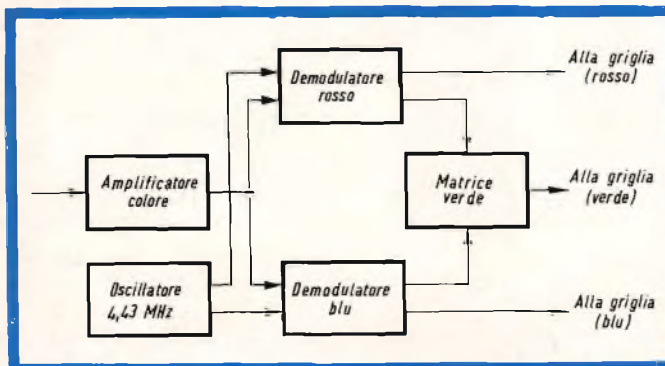 Demodulatore
rosso
Alla griglia
(rosso)
Amplificatore
colore
Matrice
verde
Alla griglia
(verde)
Oscillatore
4,43 MHz
Demodulatore
blu
Alla griglia
(blu)